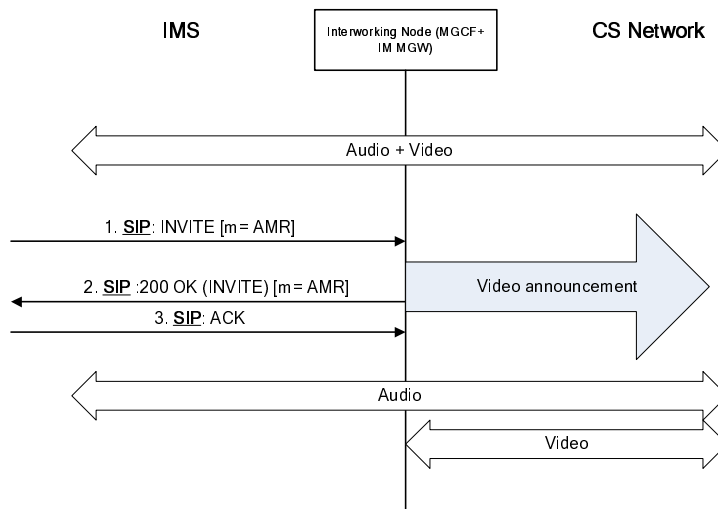 IMS
Interworking Node (MGCF+
IM MGW)
CS Network
Audio + Video
1. SIP: INVITE [m= AMR]
2. SIP :200 OK (INVITE) [m= AMR]
Video announcement
3. SIP: ACK
Audio
Video